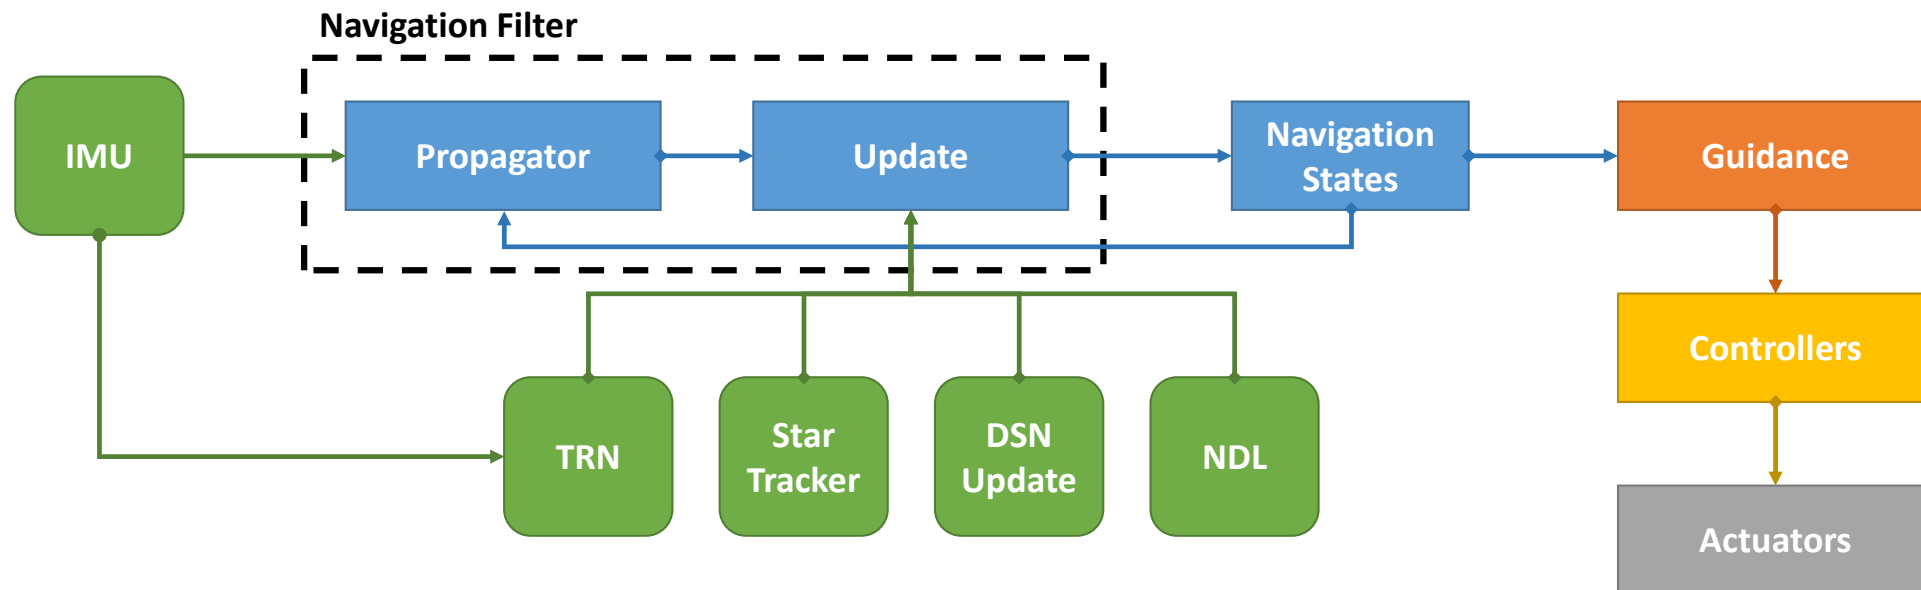 Navigation Filter
IMU
Propagator
Update
Navigation
States
Guidance
Controllers
TRN
Star
Tracker
DSN
Update
NDL
Actuators